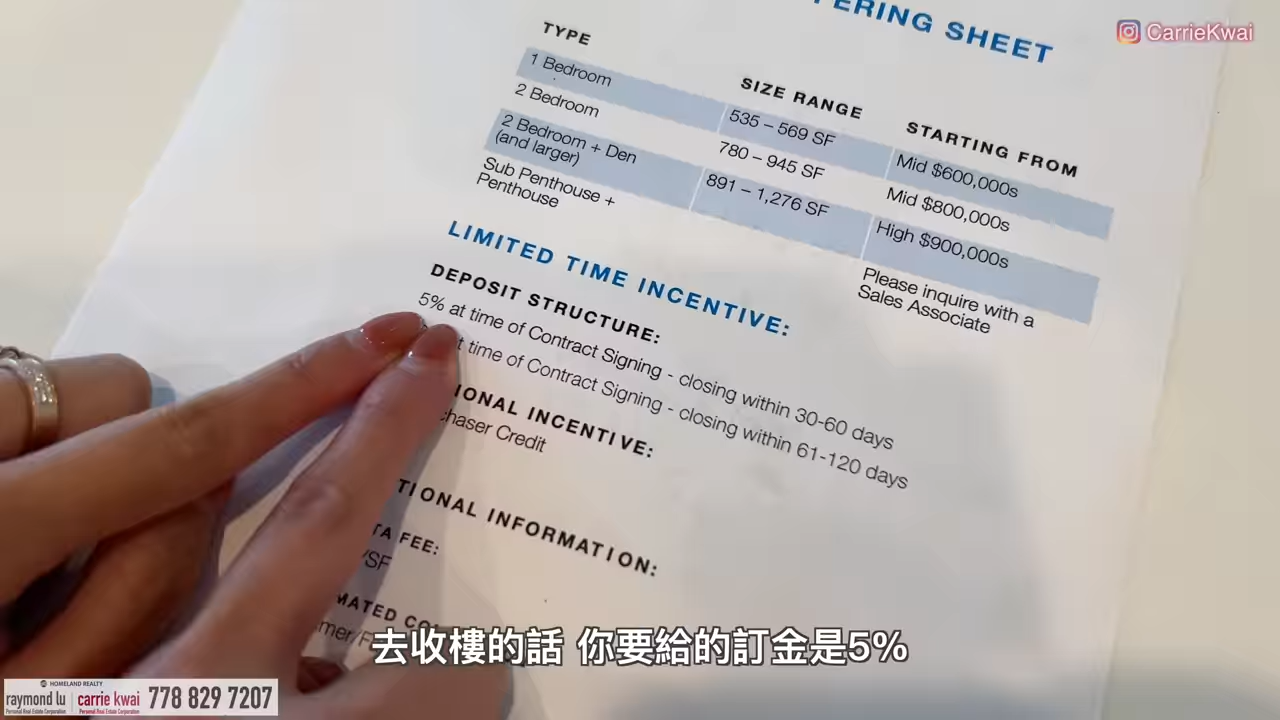 CarrieKwai
ERING SHEET
TYPE
SIZE RANGE
STARTING FROM
1 Bedroom
535 – 569 SF
Mid $600,000s
2 Bedroom
780 – 945 SF
Mid $800,000s
2 Bedroom + Den
(and larger)
891 – 1,276 SF
High $900,000s
Sub Penthouse +
Penthouse
Please inquire with a
Sales Associate
LIMITED TIME INCENTIVE:
DEPOSIT STRUCTURE:
5% at time of Contract Signing - closing within 30-60 days
t time of Contract Signing - closing within 61-120 days
IONAL INCENTIVE:
chaser Credit
TIONAL INFORMATION:
TA FEE:
/SF
MATED CO
mer/F
去收樓的話 你要給的訂金是5%
HOMELAND REALTY
raymond lu
Personal Real Estate Corporation
carrie kwai
Personal Real Estate Corporation
778 829 7207